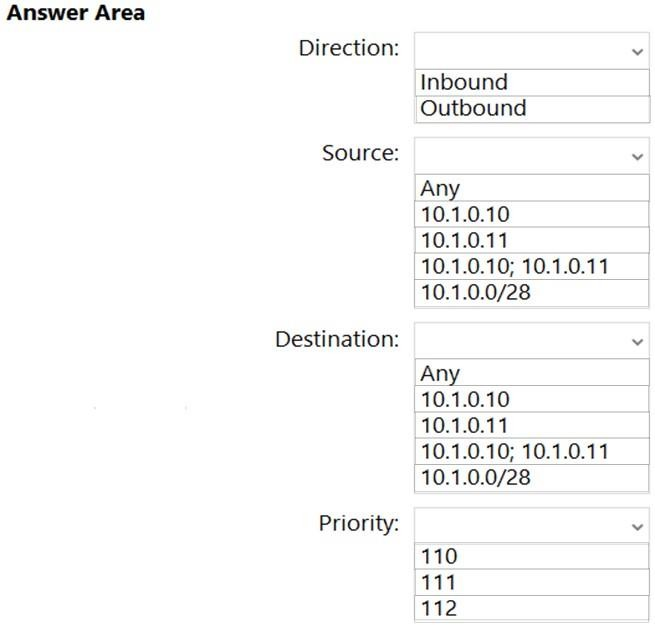 Answer Area
Direction:
Inbound
Outbound
Source:
Any
10.1.0.10
10.1.0.11
10.1.0.10; 10.1.0.11
10.1.0.0/28
Destination:
Any
10.1.0.10
10.1.0.11
10.1.0.10; 10.1.0.11
10.1.0.0/28
Priority:
110
111
112